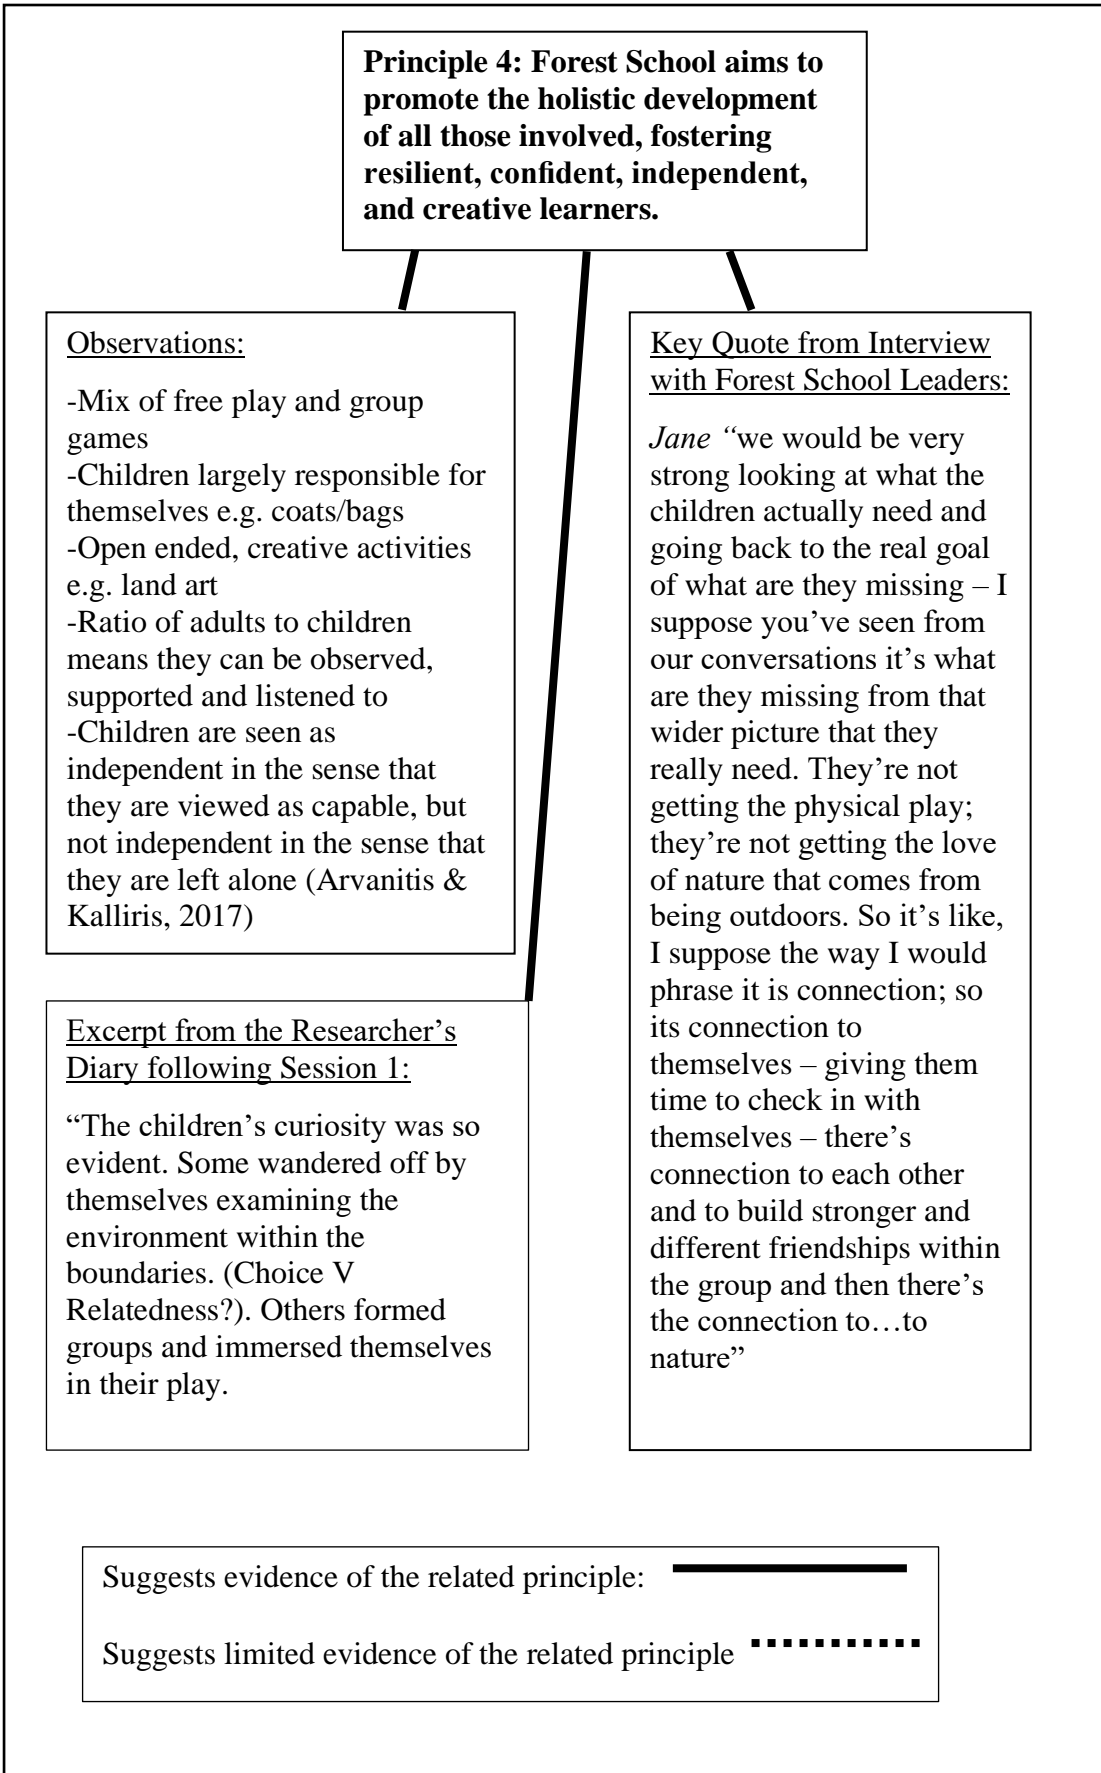 Principle 4: Forest School aims to
promote the holistic development
of all those involved, fostering
resilient, confident, independent,
and creative learners.
Observations:
-Mix of free play and group
games
-Children largely responsible for
themselves e.g. coats/bags
-Open ended, creative activities
e.g. land art
-Ratio of adults to children
means they can be observed,
supported and listened to
-Children are seen as
independent in the sense that
they are viewed as capable, but
not independent in the sense that
they are left alone (Arvanitis &
Kalliris, 2017)
Excerpt from the Researcher’s
Diary following Session 1:
“The children’s curiosity was so
evident. Some wandered off by
themselves examining the
environment within the
boundaries. (Choice V
Relatedness?). Others formed
groups and immersed themselves
in their play.
Key Quote from Interview
with Forest School Leaders:
Jane “we would be very
strong looking at what the
children actually need and
going back to the real goal
of what are they missing – I
suppose you’ve seen from
our conversations it’s what
are they missing from that
wider picture that they
really need. They’re not
getting the physical play;
they’re not getting the love
of nature that comes from
being outdoors. So it’s like,
I suppose the way I would
phrase it is connection; so
its connection to
themselves – giving them
time to check in with
themselves – there’s
connection to each other
and to build stronger and
different friendships within
the group and then there’s
the connection to…to
nature”
Suggests evidence of the related principle:
Suggests limited evidence of the related principle